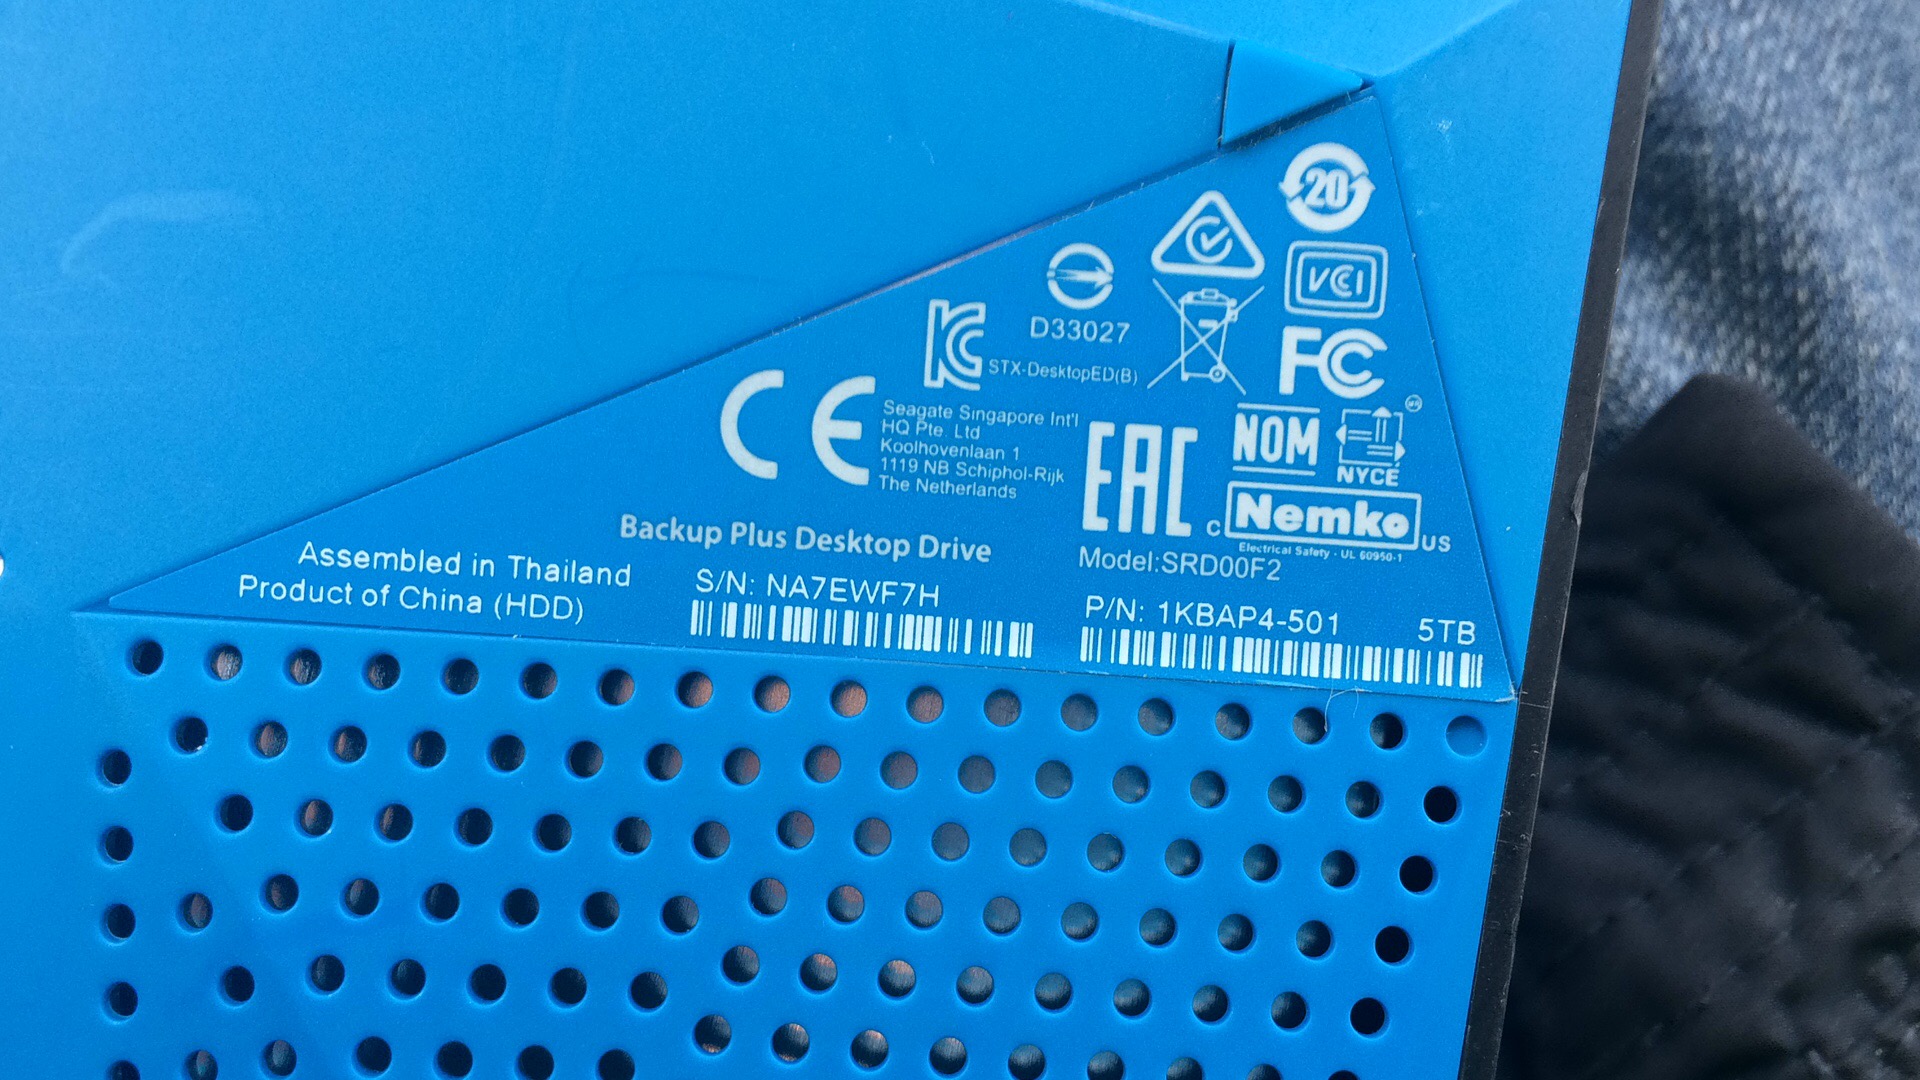 20
VCI
D33027
STX-DesktopED(B)
FC
CE
Seagate Singapore Int'l
HQ Pte. Ltd
Koolhovenlaan 1
1119 NB Schiphol-Rijk
The Netherlands
EAC
NOM
NYCE
c Nemko US
Electrical Safety - UL 60950-1
Backup Plus Desktop Drive
Model:SRD00F2
Assembled in Thailand
Product of China (HDD)
S/N: NA7EWF7H
P/N: 1KBAP4-501 5TB